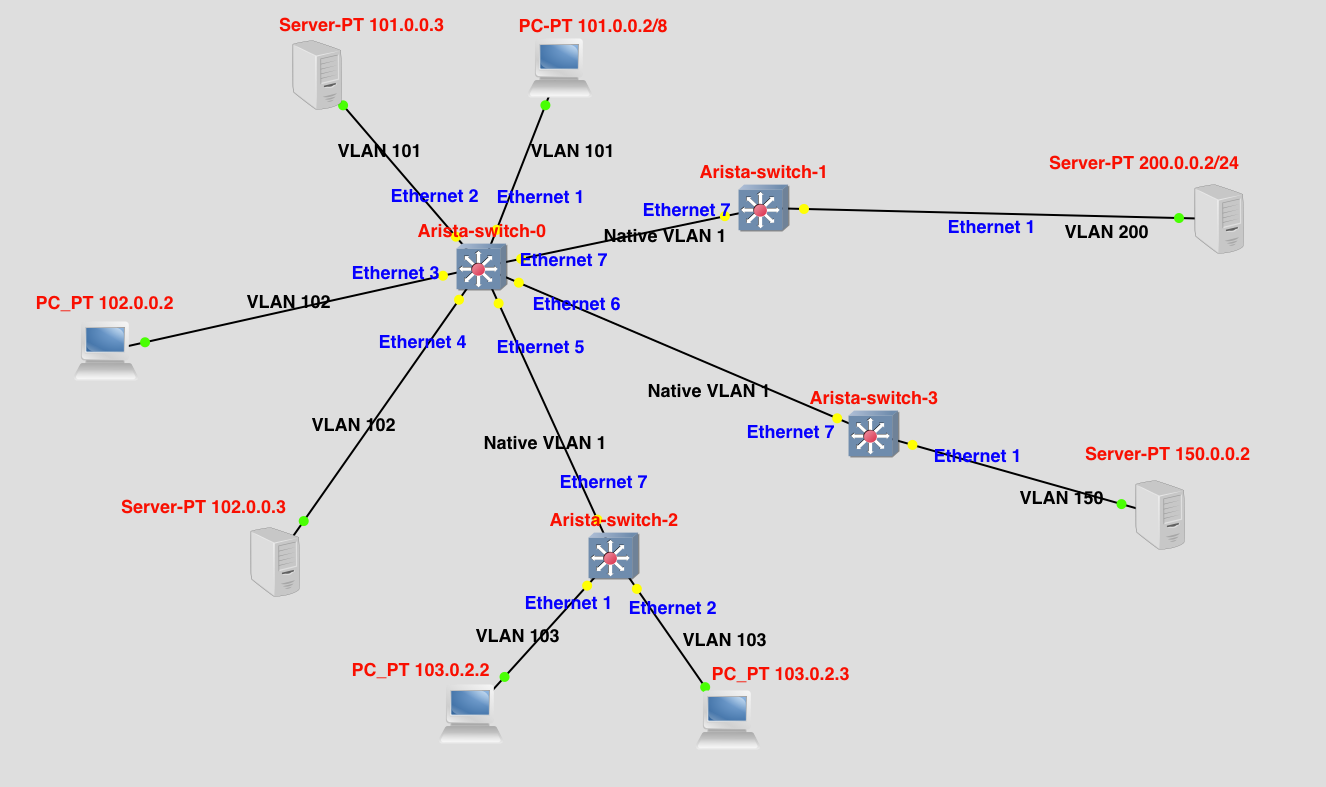 Server-PT 101.0.0.3
PC-PT 101.0.0.2/8
VLAN 101
VLAN 101
Server-PT 200.0.0.2/24
Arista-switch-1
Ethernet 2
Ethernet 1
Ethernet 7
Ethernet 1
VLAN 200
Arista-switch-0
Native VLAN 1
Ethernet 7
Ethernet 3
PC_PT 102.0.0.2
VLAN 102
Ethernet 6
Ethernet 4
Ethernet 5
Native VLAN 1
Arista-switch-3
VLAN 102
Ethernet 7
Native VLAN 1
Ethernet 1
Server-PT 150.0.0.2
Ethernet 7
VLAN 150
Server-PT 102.0.0.3
Arista-switch-2
Ethernet 1
Ethernet 2
VLAN 103
VLAN 103
PC_PT 103.0.2.2
PC_PT 103.0.2.3